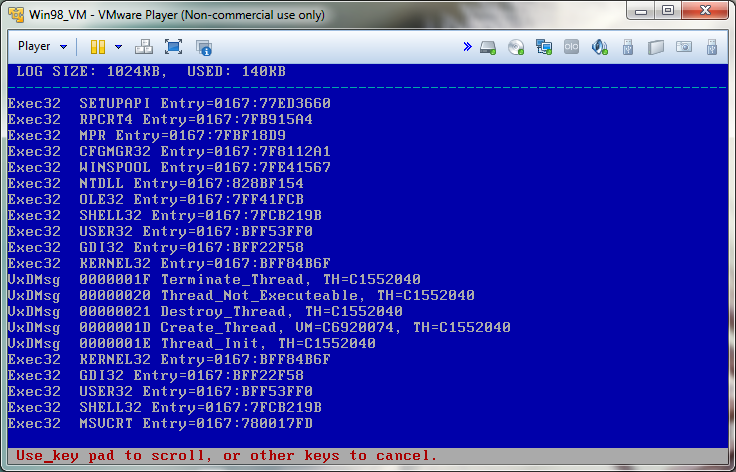 Win98_VM - VMware Player (Non-commercial use only)
Player
LOG SIZE: 1024KB,  USED: 140KB
Exec32  SETUPAPI Entry=0167:77ED3660
Exec32  RPCRT4 Entry=0167:7FB915A4
Exec32  MPR Entry=0167:7FBF18D9
Exec32  CFGMGR32 Entry=0167:7F8112A1
Exec32  WINSPOOL Entry=0167:7FE41567
Exec32  NTDLL Entry=0167:828BF154
Exec32  OLE32 Entry=0167:7FF41FCB
Exec32  SHELL32 Entry=0167:7FCB219B
Exec32  USER32 Entry=0167:BFF53FF0
Exec32  GDI32 Entry=0167:BFF22F58
Exec32  KERNEL32 Entry=0167:BFF84B6F
VxDMsg  0000001F Terminate_Thread, TH=C1552040
VxDMsg  00000020 Thread_Not_Executeable, TH=C1552040
VxDMsg  00000021 Destroy_Thread, TH=C1552040
VxDMsg  0000001D Create_Thread, VM=C6920074, TH=C1552040
VxDMsg  0000001E Thread_Init, TH=C1552040
Exec32  KERNEL32 Entry=0167:BFF84B6F
Exec32  GDI32 Entry=0167:BFF22F58
Exec32  USER32 Entry=0167:BFF53FF0
Exec32  SHELL32 Entry=0167:7FCB219B
Exec32  MSVCRT Entry=0167:780017FD
Use_key pad to scroll, or other keys to cancel.